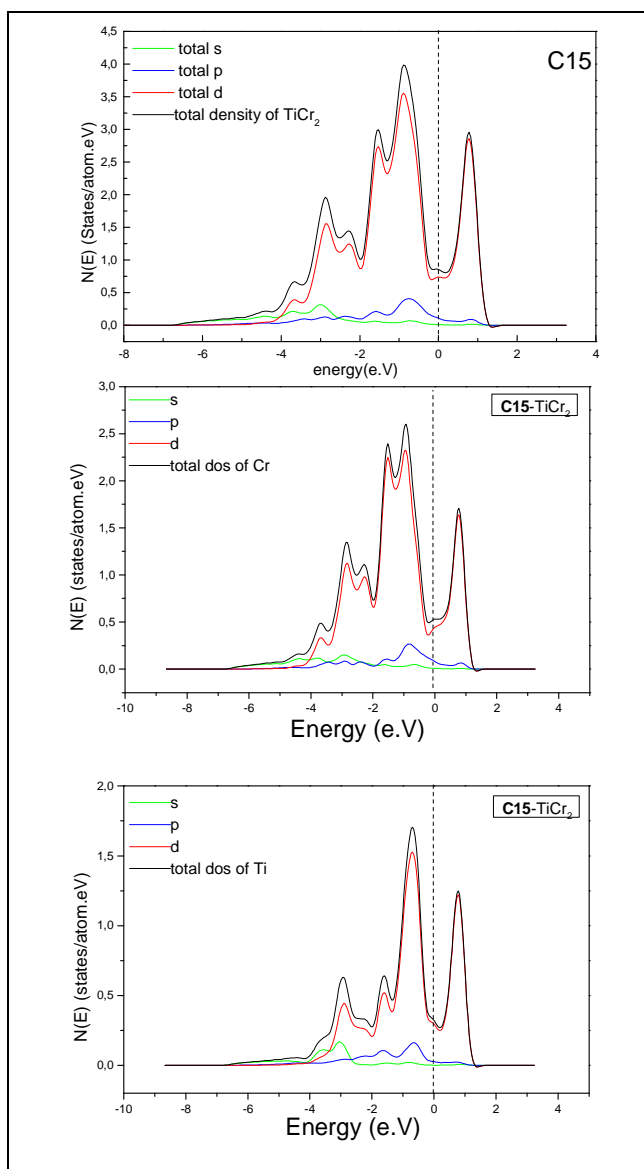 C15
total s
total p
total d
total density of TiCr₂
N(E) (States/atom.eV)
4,5
4,0
3,5
3,0
2,5
2,0
1,5
1,0
0,5
0,0
-8 -6 -4 -2 0 2 4
energy(e.V)
C15-TiCr₂
s
p
d
total dos of Cr
N(E) (states/atom.eV)
3,0
2,5
2,0
1,5
1,0
0,5
0,0
-10 -8 -6 -4 -2 0 2 4
Energy (e.V)
C15-TiCr₂
s
p
d
total dos of Ti
N(E) (states/atom.eV)
2,0
1,5
1,0
0,5
0,0
-10 -8 -6 -4 -2 0 2 4
Energy (e.V)